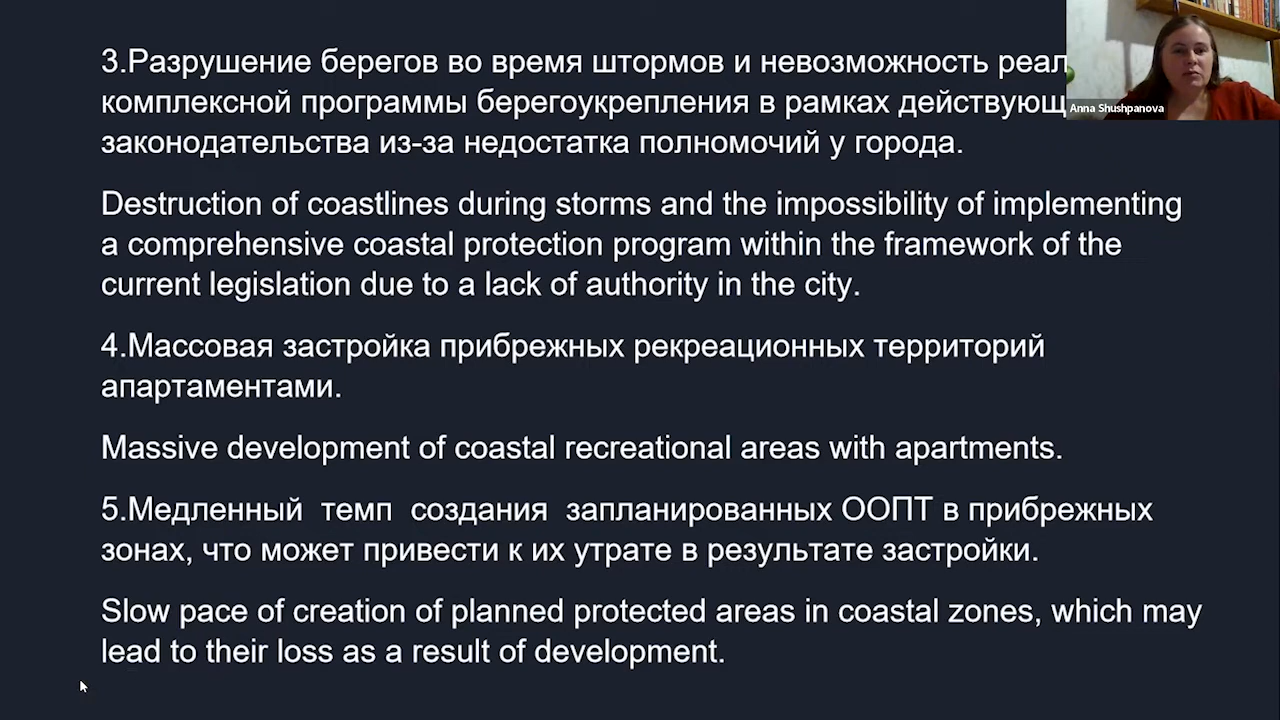 3.Разрушение берегов во время штормов и невозможность
комплексной программы берегоукрепления в рамках
законодательства из-за недостатка полномочий у города.
Destruction of coastlines during storms and the impossibility of implementing
a comprehensive coastal protection program within the framework of the
current legislation due to a lack of authority in the city.
4.Массовая застройка прибрежных рекреационных территорий
апартаментами.
Massive development of coastal recreational areas with apartments.
5.Медленный темп создания запланированных ООПТ в прибрежных
зонах, что может привести к их утрате в результате застройки.
Slow pace of creation of planned protected areas in coastal zones, which may
lead to their loss as a result of development.
Anna Shushpanova